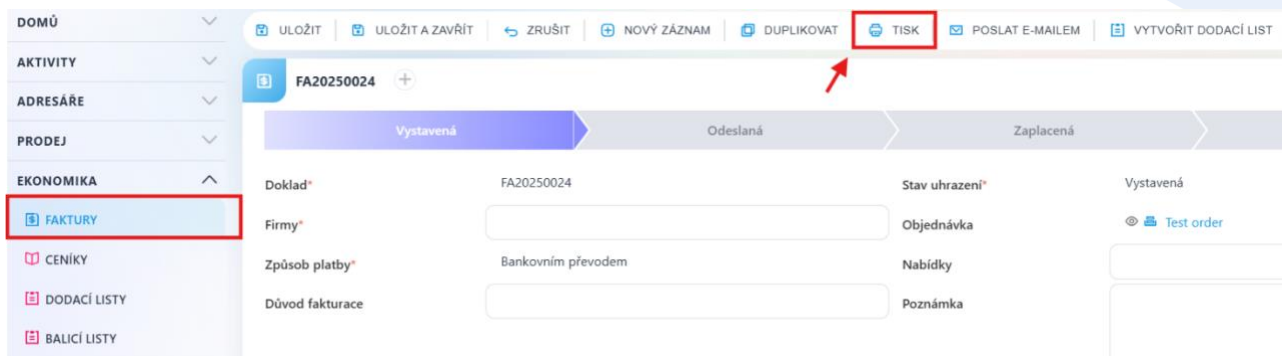 DOMŮ
AKTIVITY
ADRESÁŘE
PRODEJ
EKONOMIKA
FAKTURY
CENÍKY
DODACÍ LISTY
BALICÍ LISTY
ULOŽIT ULOŽIT A ZAVŘÍT ZRUŠIT NOVÝ ZÁZNAM DUPLIKOVAT TISK POSLAT E-MAILEM VYTVOŘIT DODACÍ LIST
FA20250024
Vystavená Odeslaná Zaplacená
Doklad* FA20250024 Stav uhrazení* Vystavená
Firmy* Objednávka Test order
Způsob platby* Bankovním převodem Nabídky
Důvod fakturace Poznámka